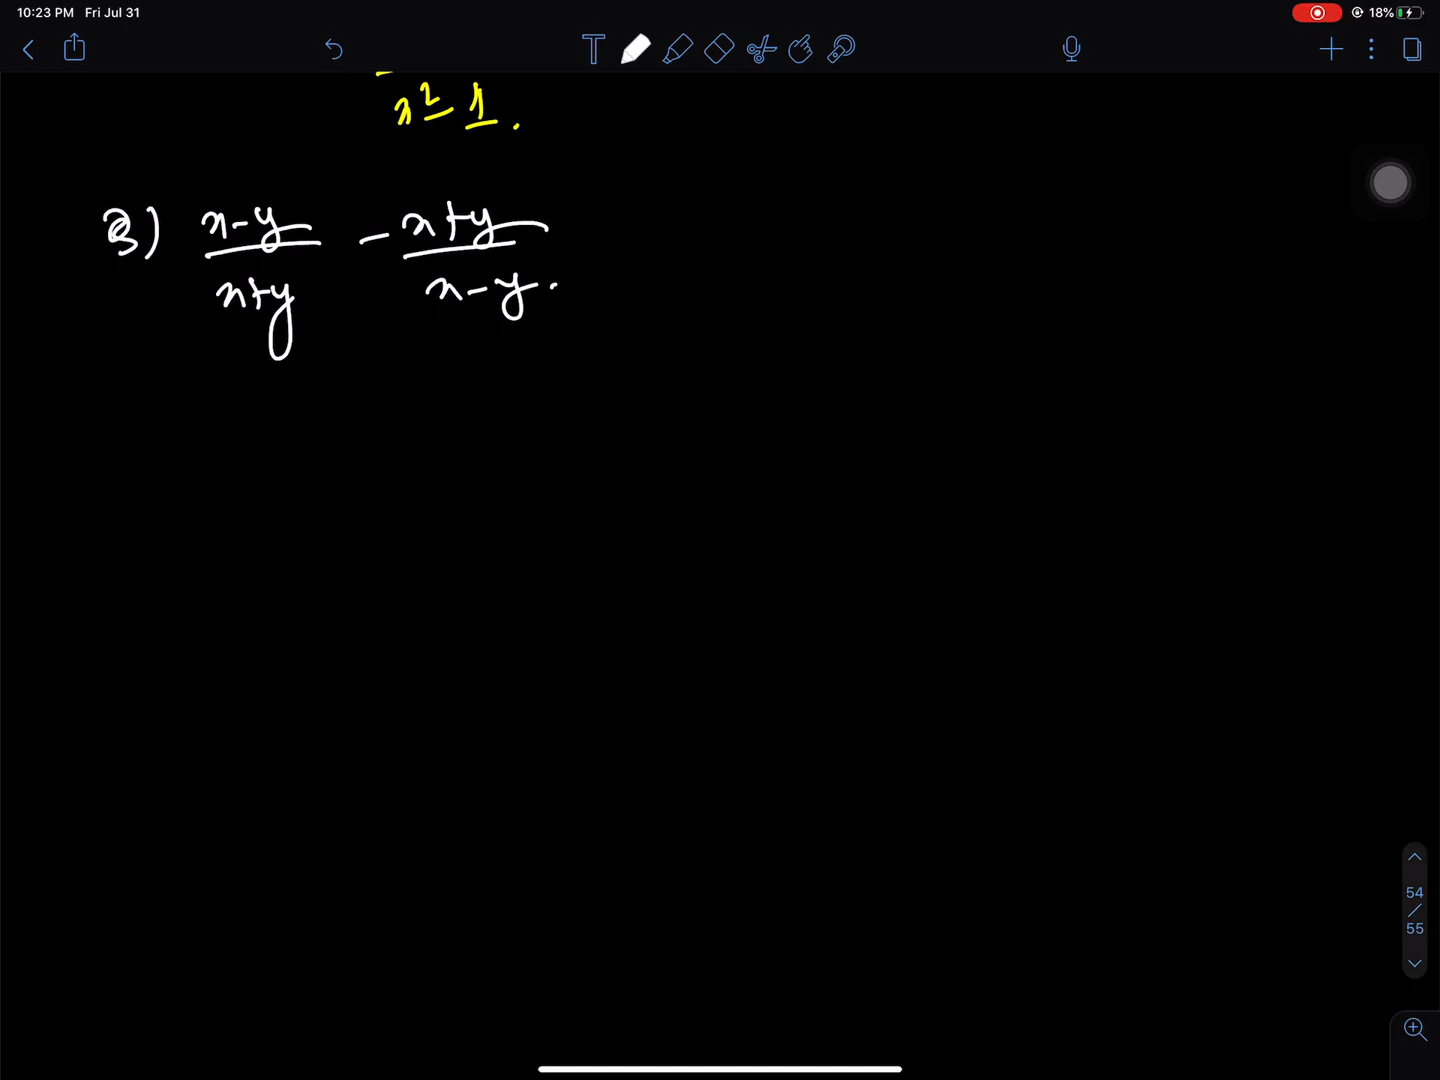 10:23 PM Fri Jul 31
18%
T
x² - 1.
3) x-y/x+y - x+y/x-y.
54
55